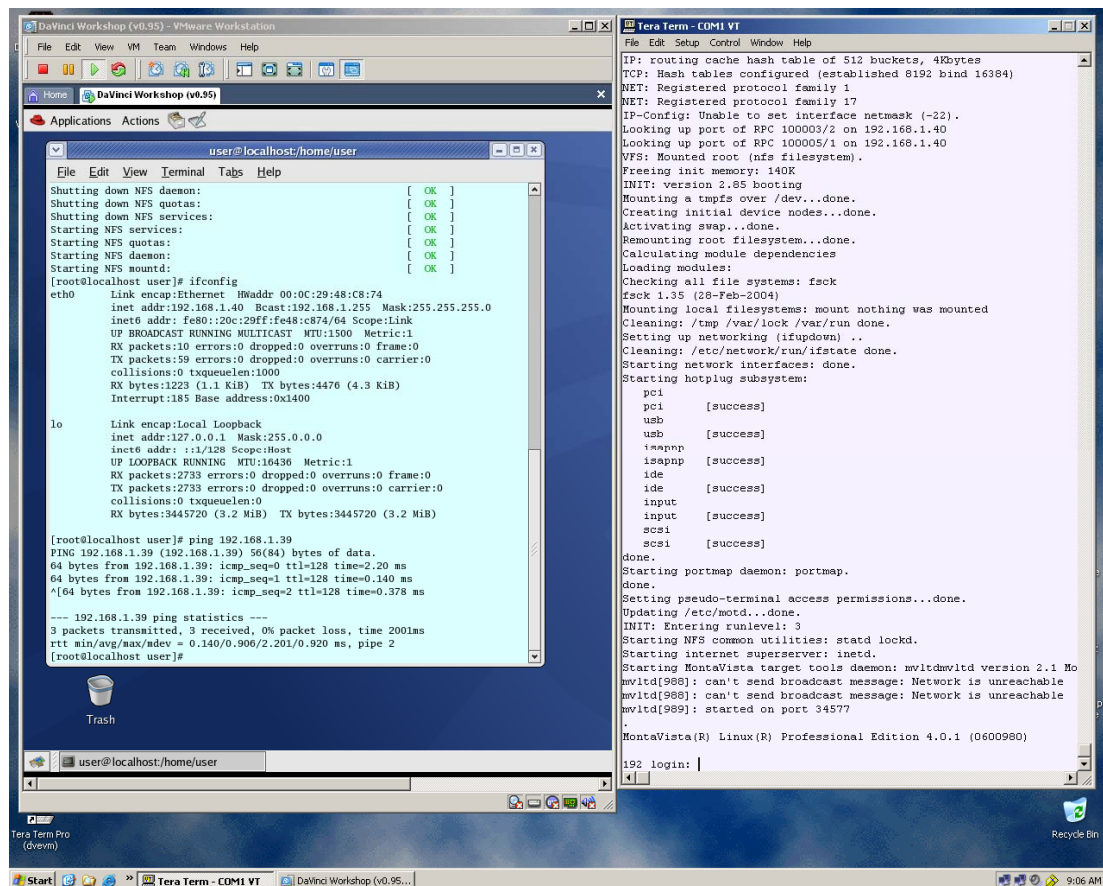 DaVinci Workshop (v0.95) - VMware Workstation
File Edit View VM Team Windows Help
Home DaVinci Workshop (v0.95)
Applications Actions
user@localhost:/home/user
File Edit View Terminal Tabs Help
Shutting down NFS daemon: [ OK ]
Shutting down NFS quotas: [ OK ]
Shutting down NFS services: [ OK ]
Starting NFS services: [ OK ]
Starting NFS quotas: [ OK ]
Starting NFS daemon: [ OK ]
Starting NFS mountd: [ OK ]
[root@localhost user]# ifconfig
eth0 Link encap:Ethernet HWaddr 00:0C:29:48:C8:74
inet addr:192.168.1.40 Bcast:192.168.1.255 Mask:255.255.255.0
inet6 addr: fe80::20c:29ff:fe48:c874/64 Scope:Link
UP BROADCAST RUNNING MULTICAST MTU:1500 Metric:1
RX packets:10 errors:0 dropped:0 overruns:0 frame:0
TX packets:59 errors:0 dropped:0 overruns:0 carrier:0
collisions:0 txqueuelen:1000
RX bytes:1223 (1.1 KiB) TX bytes:4476 (4.3 KiB)
Interrupt:185 Base address:0x1400
lo Link encap:Local Loopback
inet addr:127.0.0.1 Mask:255.0.0.0
inet6 addr: ::1/128 Scope:Host
UP LOOPBACK RUNNING MTU:16436 Metric:1
RX packets:2733 errors:0 dropped:0 overruns:0 frame:0
TX packets:2733 errors:0 dropped:0 overruns:0 carrier:0
collisions:0 txqueuelen:0
RX bytes:3445720 (3.2 MiB) TX bytes:3445720 (3.2 MiB)
[root@localhost user]# ping 192.168.1.39
PING 192.168.1.39 (192.168.1.39) 56(84) bytes of data.
64 bytes from 192.168.1.39: icmp_seq=0 ttl=128 time=2.20 ms
64 bytes from 192.168.1.39: icmp_seq=1 ttl=128 time=0.140 ms
^[64 bytes from 192.168.1.39: icmp_seq=2 ttl=128 time=0.378 ms
--- 192.168.1.39 ping statistics ---
3 packets transmitted, 3 received, 0% packet loss, time 2001ms
rtt min/avg/max/mdev = 0.140/0.906/2.201/0.920 ms, pipe 2
[root@localhost user]#
Trash
user@localhost:/home/user
Tera Term - COM1 VT
File Edit Setup Control Window Help
IP: routing cache hash table of 512 buckets, 4Kbytes
TCP: Hash tables configured (established 8192 bind 16384)
NET: Registered protocol family 1
NET: Registered protocol family 17
IP-Config: Unable to set interface netmask (-22).
Looking up port of RPC 100003/2 on 192.168.1.40
Looking up port of RPC 100005/1 on 192.168.1.40
VFS: Mounted root (nfs filesystem).
Freeing init memory: 140K
INIT: version 2.85 booting
Mounting a tmpfs over /dev...done.
Creating initial device nodes...done.
Activating swap...done.
Remounting root filesystem...done.
Calculating module dependencies
Loading modules:
Checking all file systems: fsck
fsck 1.35 (28-Feb-2004)
Mounting local filesystems: mount nothing was mounted
Cleaning: /tmp /var/lock /var/run done.
Setting up networking (ifupdown) ..
Cleaning: /etc/network/run/ifstate done.
Starting network interfaces: done.
Starting hotplug subsystem:
pci
pci [success]
usb
usb [success]
isapnp
isapnp [success]
ide
ide [success]
input
input [success]
scsi
scsi [success]
done.
Starting portmap daemon: portmap.
done.
Setting pseudo-terminal access permissions...done.
Updating /etc/motd...done.
INIT: Entering runlevel: 3
Starting NFS common utilities: statd lockd.
Starting internet superserver: inetd.
Starting MontaVista target tools daemon: mvltdmvltd version 2.1 Mo
mvltd[988]: can't send broadcast message: Network is unreachable
mvltd[988]: can't send broadcast message: Network is unreachable
mvltd[989]: started on port 34577
.
MontaVista(R) Linux(R) Professional Edition 4.0.1 (0600980)
192 login:
Tera Term Pro
(dvevm)
Recycle Bin
Start » Tera Term - COM1 VT DaVinci Workshop (v0.95... 9:06 AM